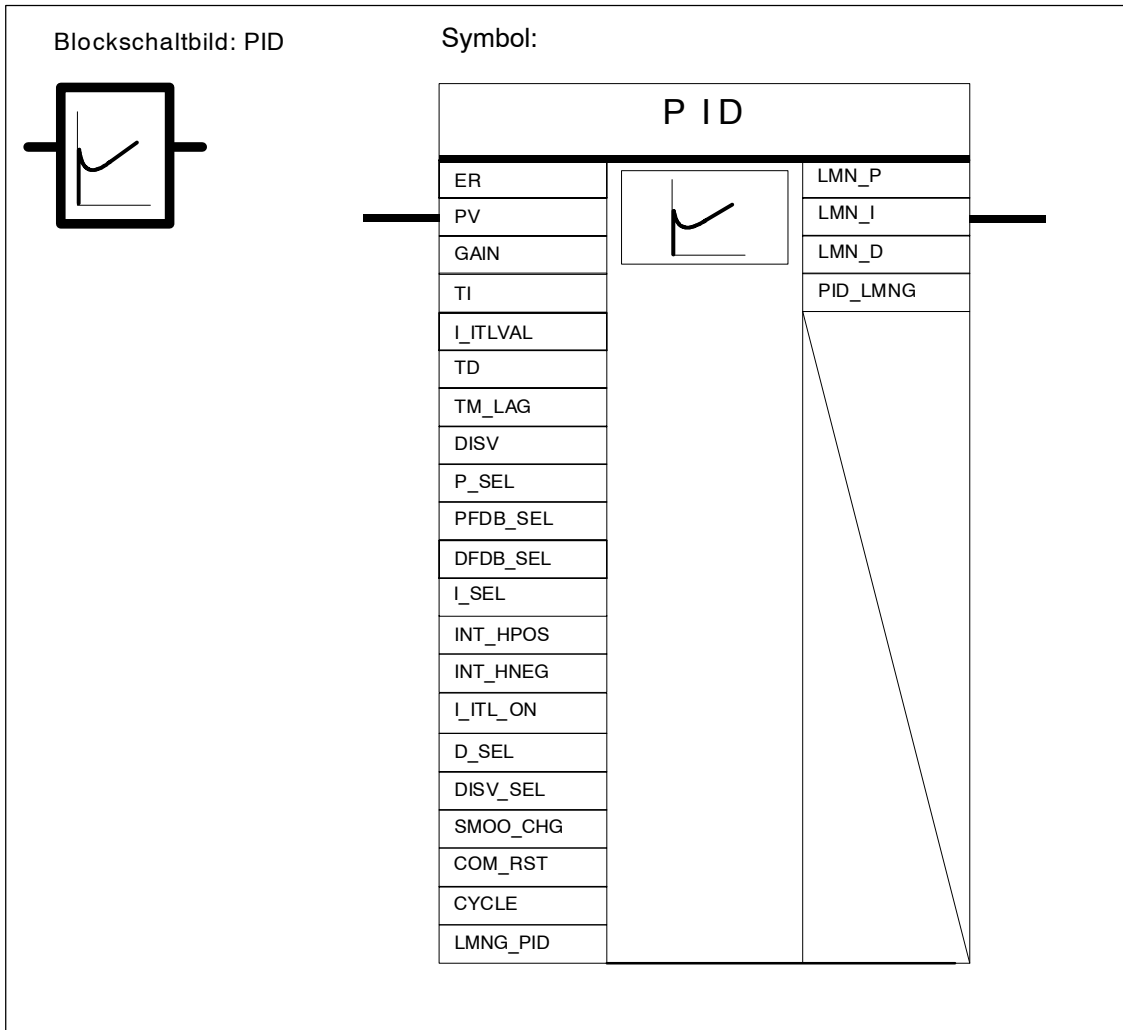 Blockschaltbild: PID
Symbol:
PID
ER
PV
GAIN
TI
I_ITLVAL
TD
TM_LAG
DISV
P_SEL
PFDB_SEL
DFDB_SEL
I_SEL
INT_HPOS
INT_HNEG
I_ITL_ON
D_SEL
DISV_SEL
SMOO_CHG
COM_RST
CYCLE
LMNG_PID
LMN_P
LMN_I
LMN_D
PID_LMNG